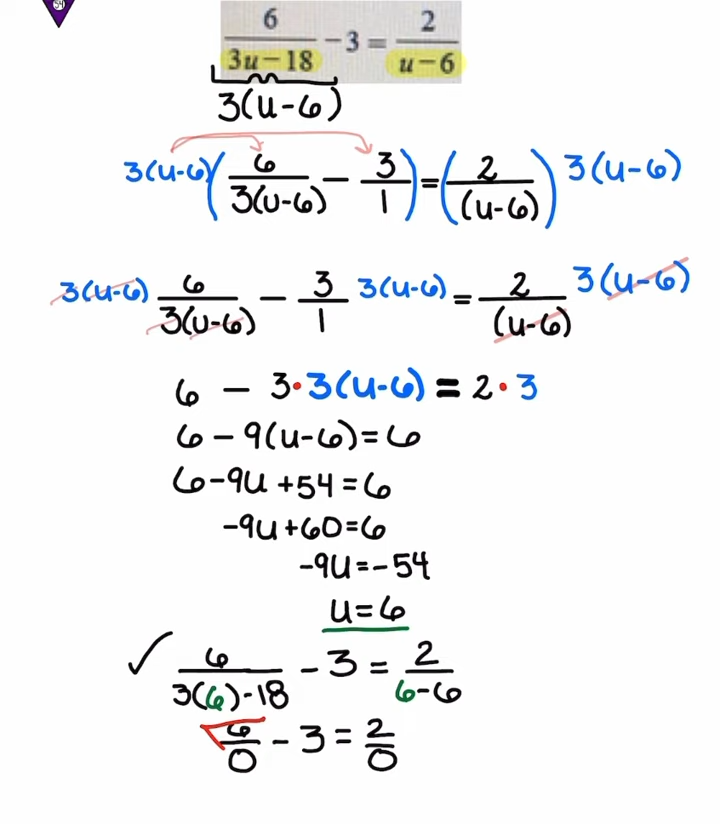 54
6/(3u-18) - 3 = 2/(u-6)
3(u-6)
3(u-6)(6/(3(u-6)) - 3/1) = (2/(u-6)) 3(u-6)
3(u-6) 6/(3(u-6)) - 3/1 3(u-6) = 2/(u-6) 3(u-6)
6 - 3·3(u-6) = 2·3
6 - 9(u-6) = 6
6-9u +54 = 6
-9u+60=6
-9u=-54
u=6
✓ 6/(3(6)-18) - 3 = 2/(6-6)
6/0 - 3 = 2/0